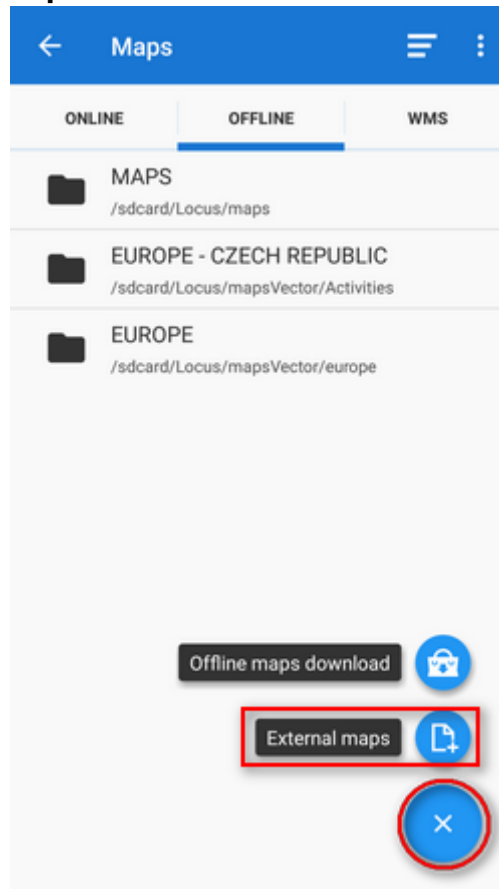 Maps
ONLINE OFFLINE WMS
MAPS
/sdcard/Locus/maps
EUROPE - CZECH REPUBLIC
/sdcard/Locus/mapsVector/Activities
EUROPE
/sdcard/Locus/mapsVector/europe
Offline maps download
External maps